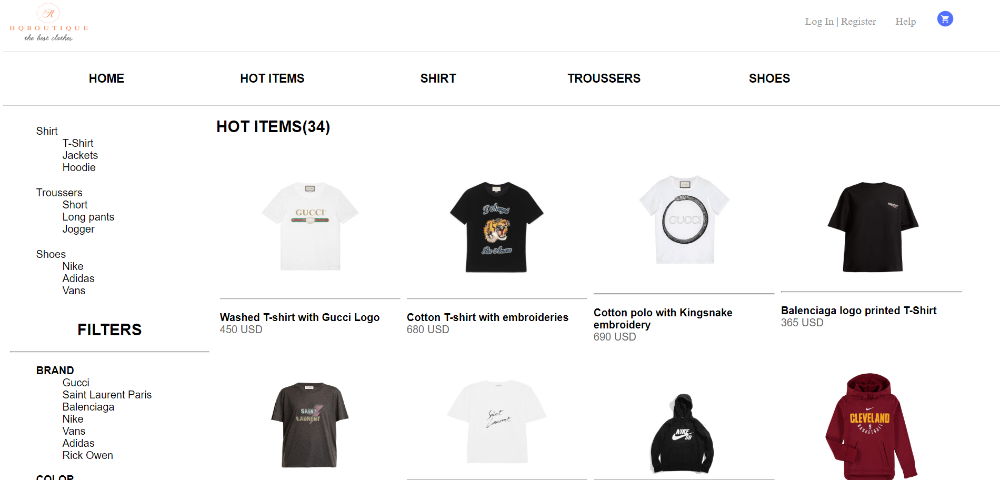 H
HQBOUTIQUE
the best clothes
Log In | Register
Help
HOME
HOT ITEMS
SHIRT
TROUSSERS
SHOES
Shirt
T-Shirt
Jackets
Hoodie
Troussers
Short
Long pants
Jogger
Shoes
Nike
Adidas
Vans
FILTERS
BRAND
Gucci
Saint Laurent Paris
Balenciaga
Nike
Vans
Adidas
Rick Owen
COLOR
HOT ITEMS(34)
GUCCI
L'Aveugle
Par Amour
GUCCI
Washed T-shirt with Gucci Logo
450 USD
Cotton T-shirt with embroideries
680 USD
Cotton polo with Kingsnake
embroidery
690 USD
Balenciaga logo printed T-Shirt
365 USD
SAINT
LAURENT
Saint
Laurent
NIKE
SB
CLEVELAND
BASKETBALL